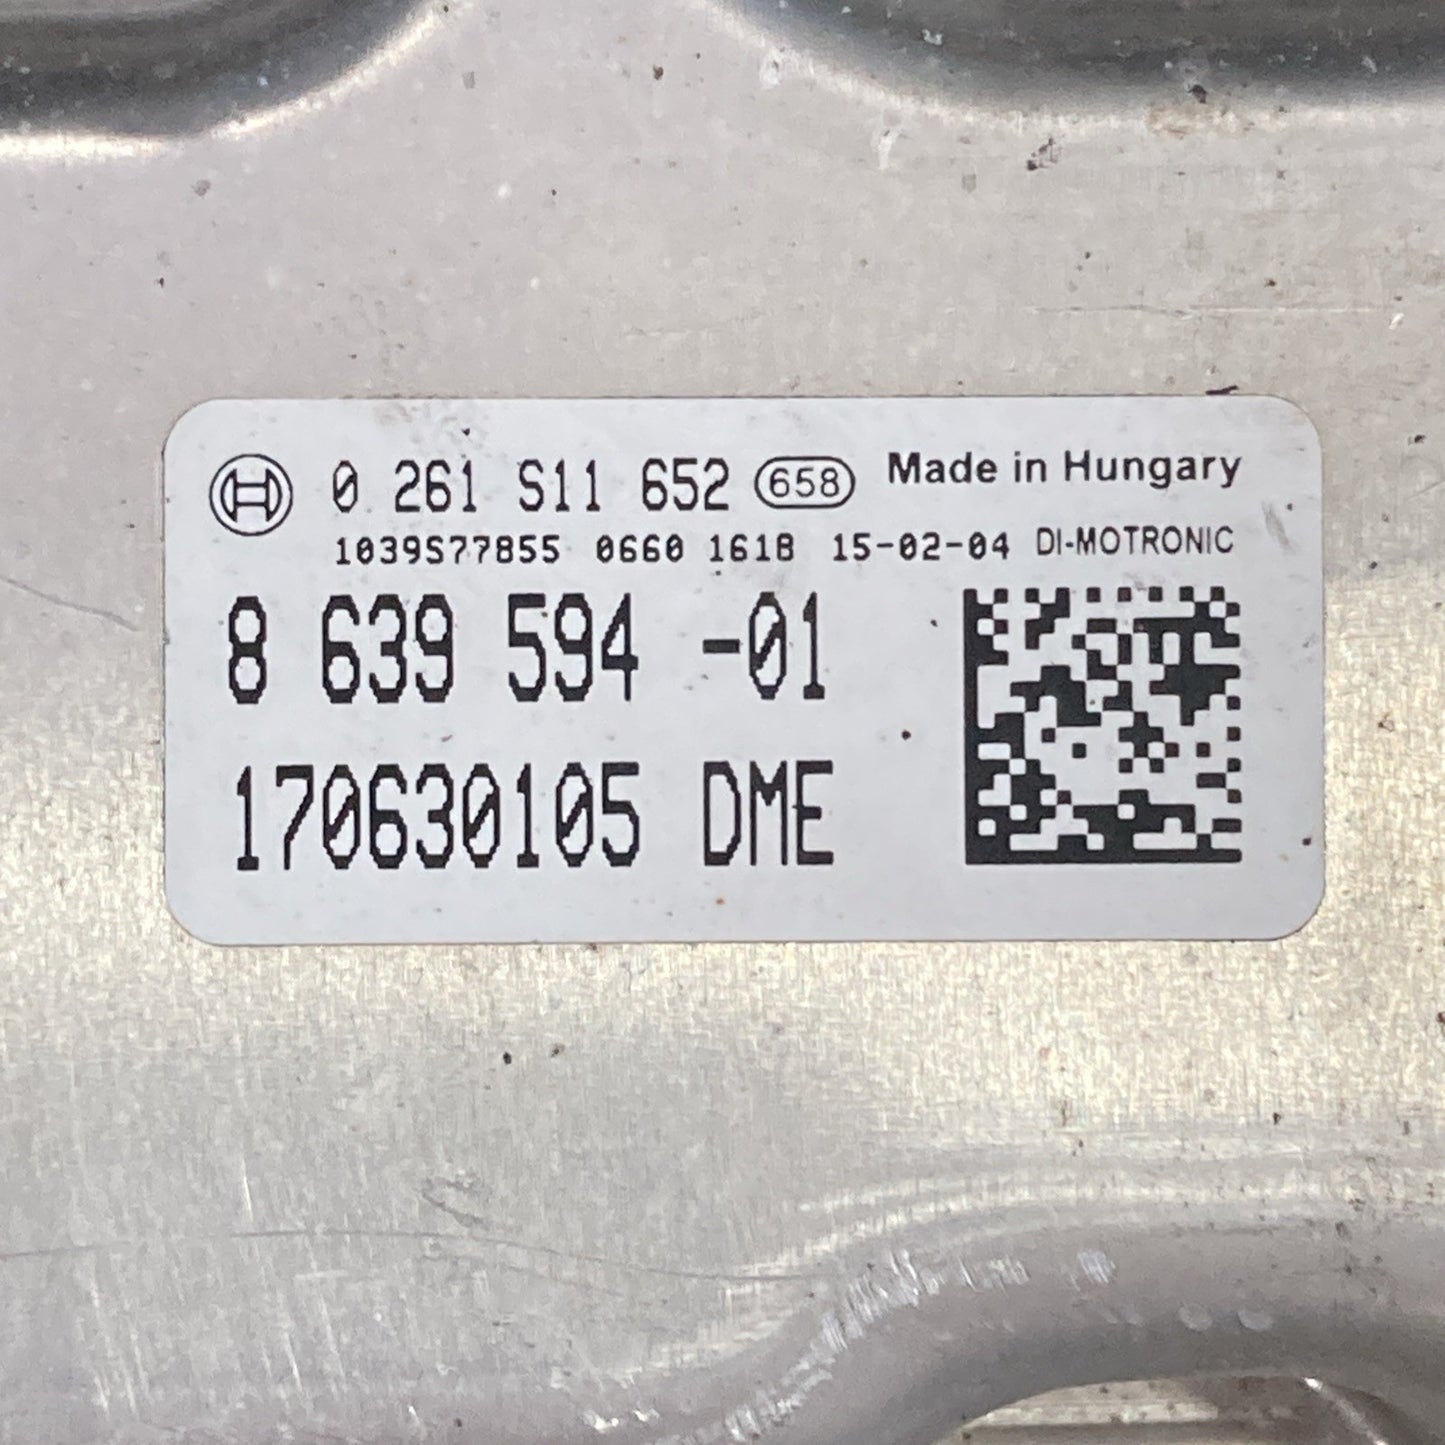 0 261 S11 652 658 Made in Hungary
1039S77855 0660 1618 15-02-04 DI-MOTRONIC
8 639 594 -01
170630105 DME